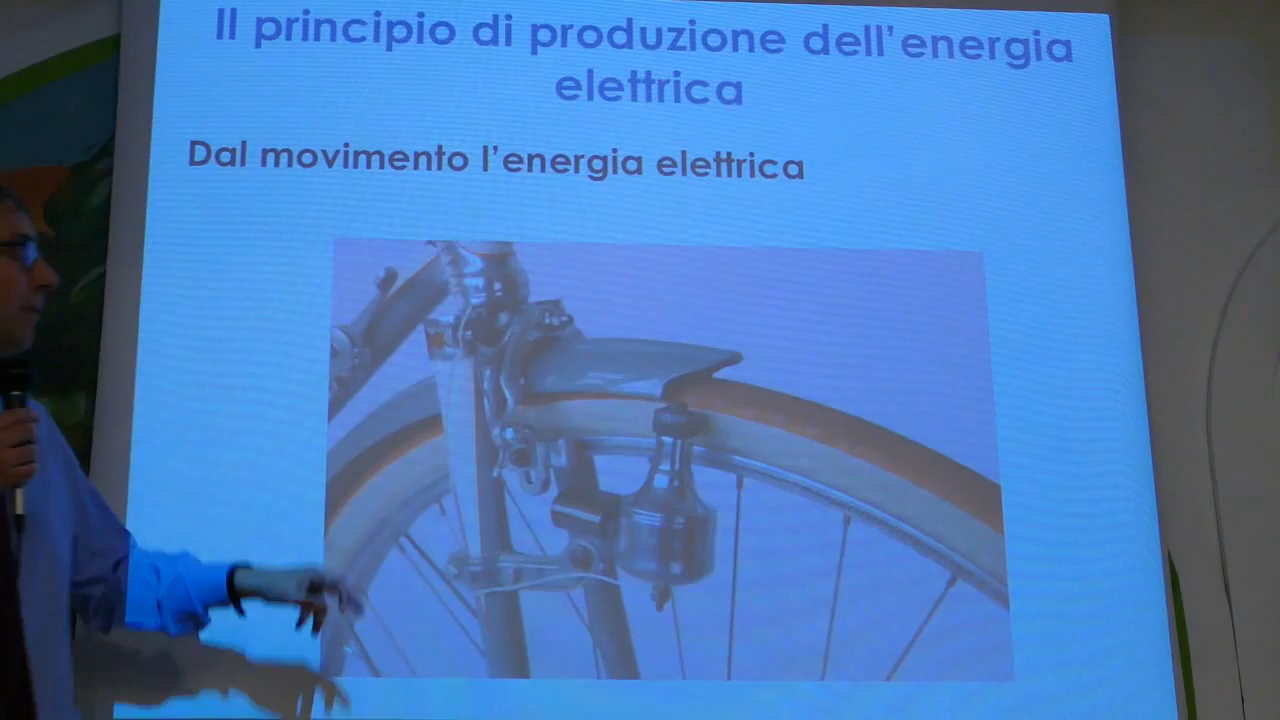 Il principio di produzione dell'energia
elettrica
Dal movimento l'energia elettrica